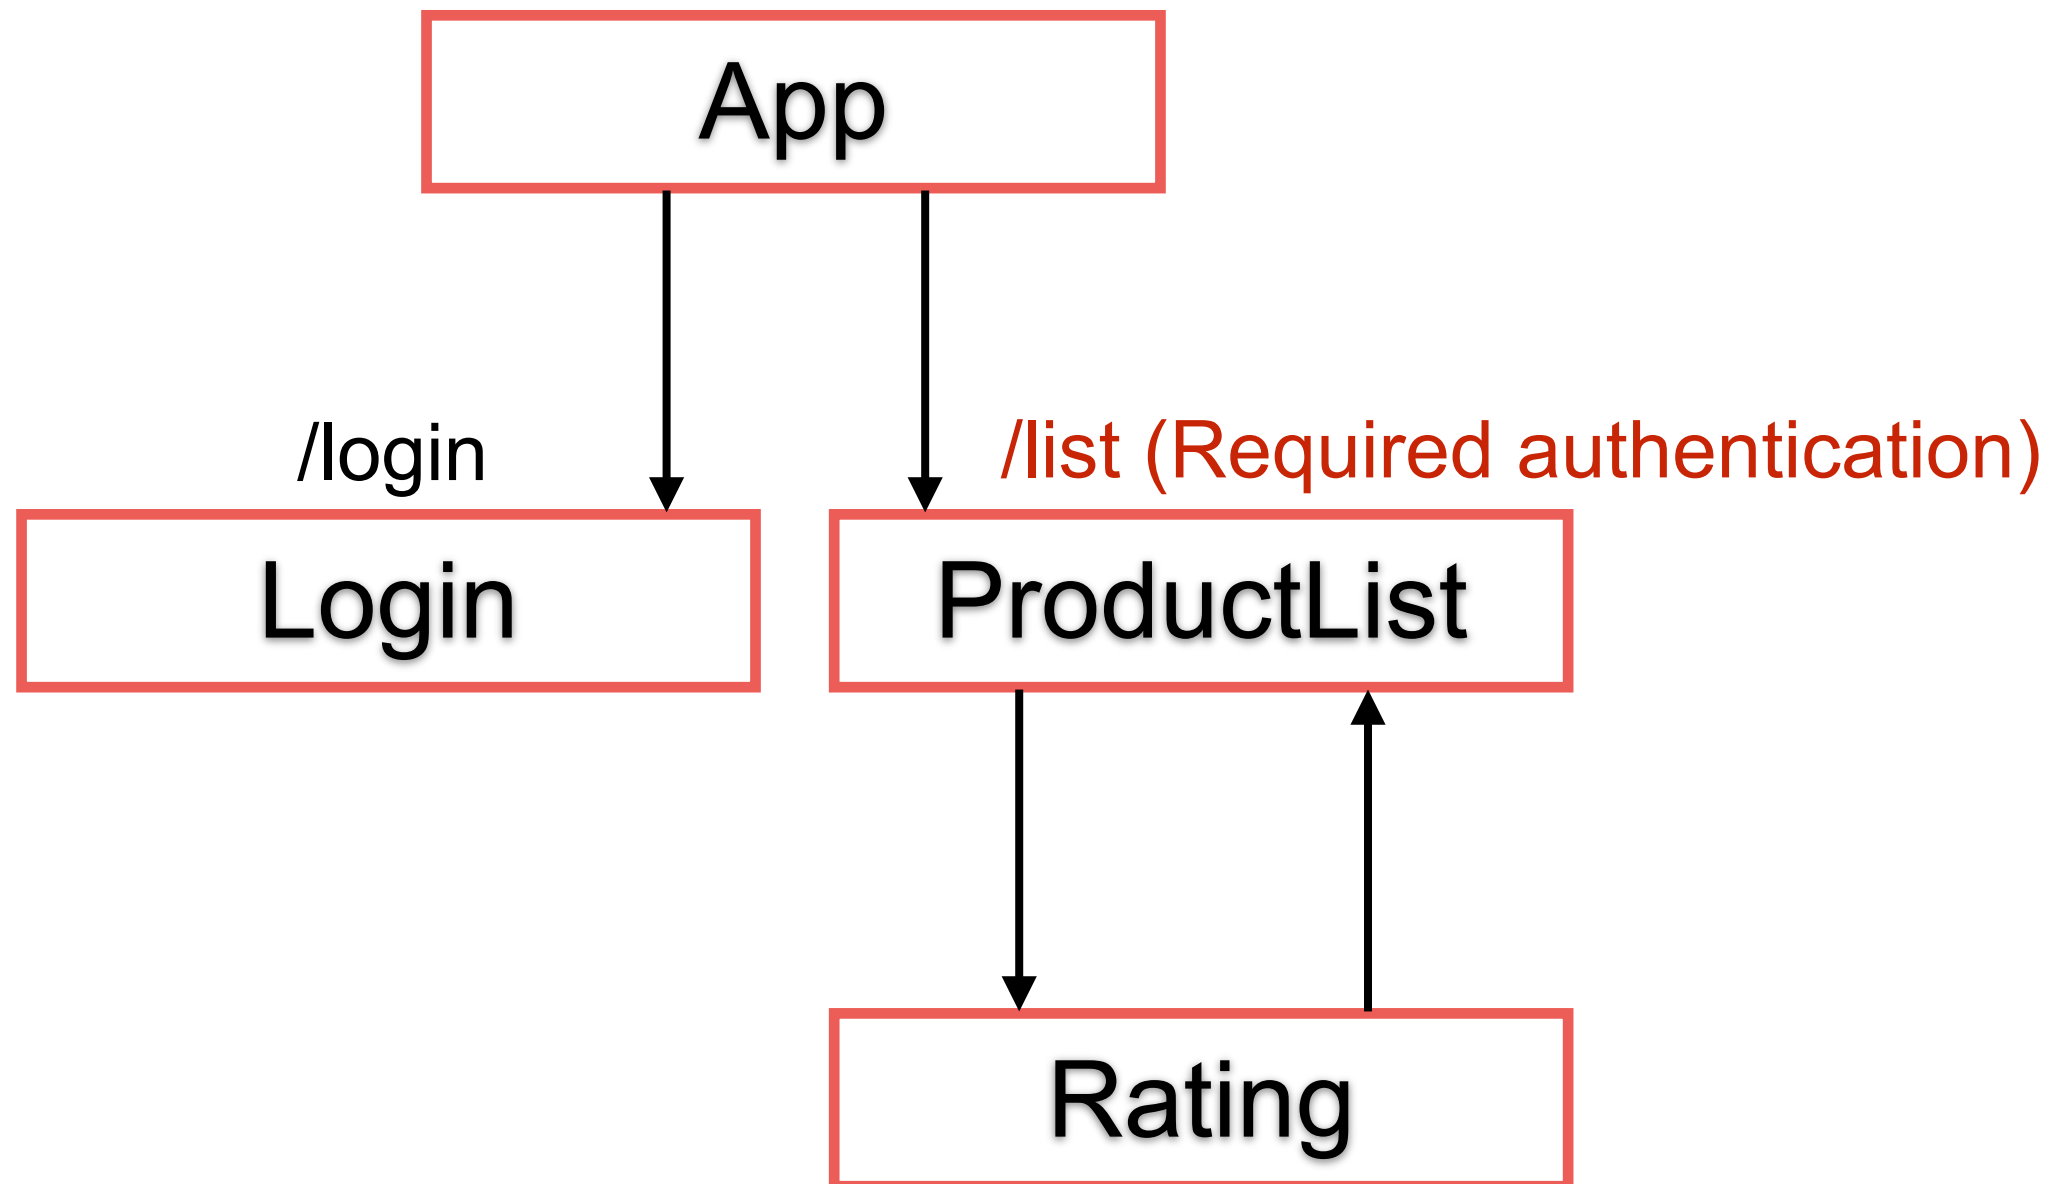 App
/login
/list (Required authentication)
Login
ProductList
Rating